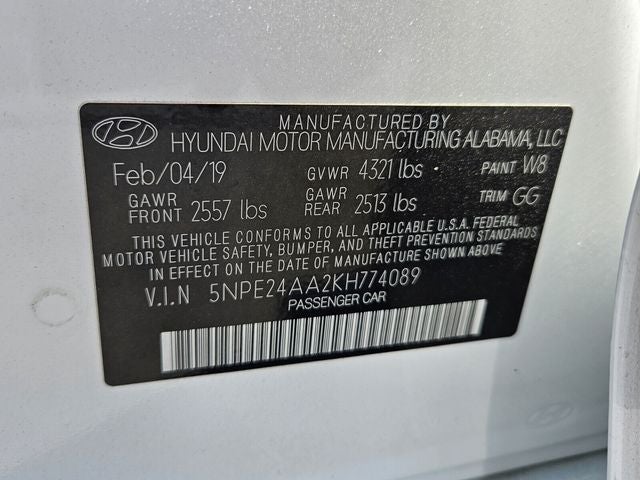 MANUFACTURED BY
HYUNDAI MOTOR MANUFACTURING ALABAMA, LLC
Feb/04/19 GVWR 4321 lbs PAINT W8
GAWR FRONT 2557 lbs GAWR REAR 2513 lbs TRIM GG
THIS VEHICLE CONFORMS TO ALL APPLICABLE U.S.A. FEDERAL
MOTOR VEHICLE SAFETY, BUMPER, AND THEFT PREVENTION STANDARDS
IN EFFECT ON THE DATE OF MANUFACTURE SHOWN ABOVE.
V.I.N 5NPE24AA2KH774089
PASSENGER CAR